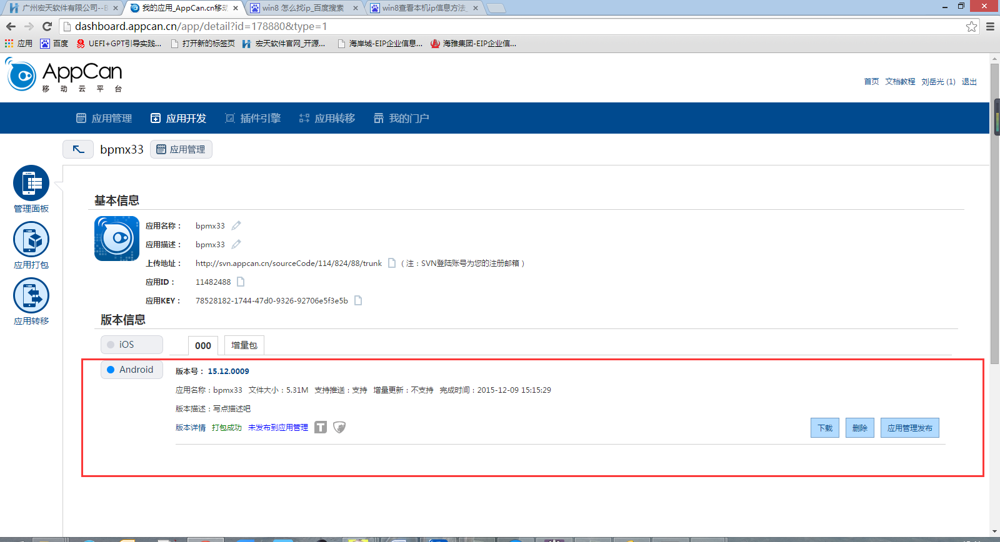 广州宏天软件有限公司--B
我的应用_AppCan.cn移动
win8 怎么找ip_百度搜索
win8查看本机ip信息方法_
dashboard.appcan.cn/app/detail?id=178880&type=1
应用
百度
UEFI+GPT引导实践...
打开新的标签页
宏天软件官网_开源...
海岸城-EIP企业信息...
海雅集团-EIP企业信...
AppCan
移动云平台
首页 文档教程 刘岳光 (1) 退出
应用管理 应用开发 插件引擎 应用转移 我的门户
bpmx33 应用管理
管理面板
应用打包
应用转移
基本信息
应用名称： bpmx33
应用描述： bpmx33
上传地址： http://svn.appcan.cn/sourceCode/114/824/88/trunk （注：SVN登陆账号为您的注册邮箱）
应用ID： 11482488
应用KEY： 78528182-1744-47d0-9326-92706e5f3e5b
版本信息
iOS 000 增量包
Android
版本号： 15.12.0009
应用名称：bpmx33 文件大小：5.31M 支持推送：支持 增量更新：不支持 完成时间：2015-12-09 15:15:29
版本描述：写点描述吧
版本详情 打包成功 未发布到应用管理 T 下载 删除 应用管理发布